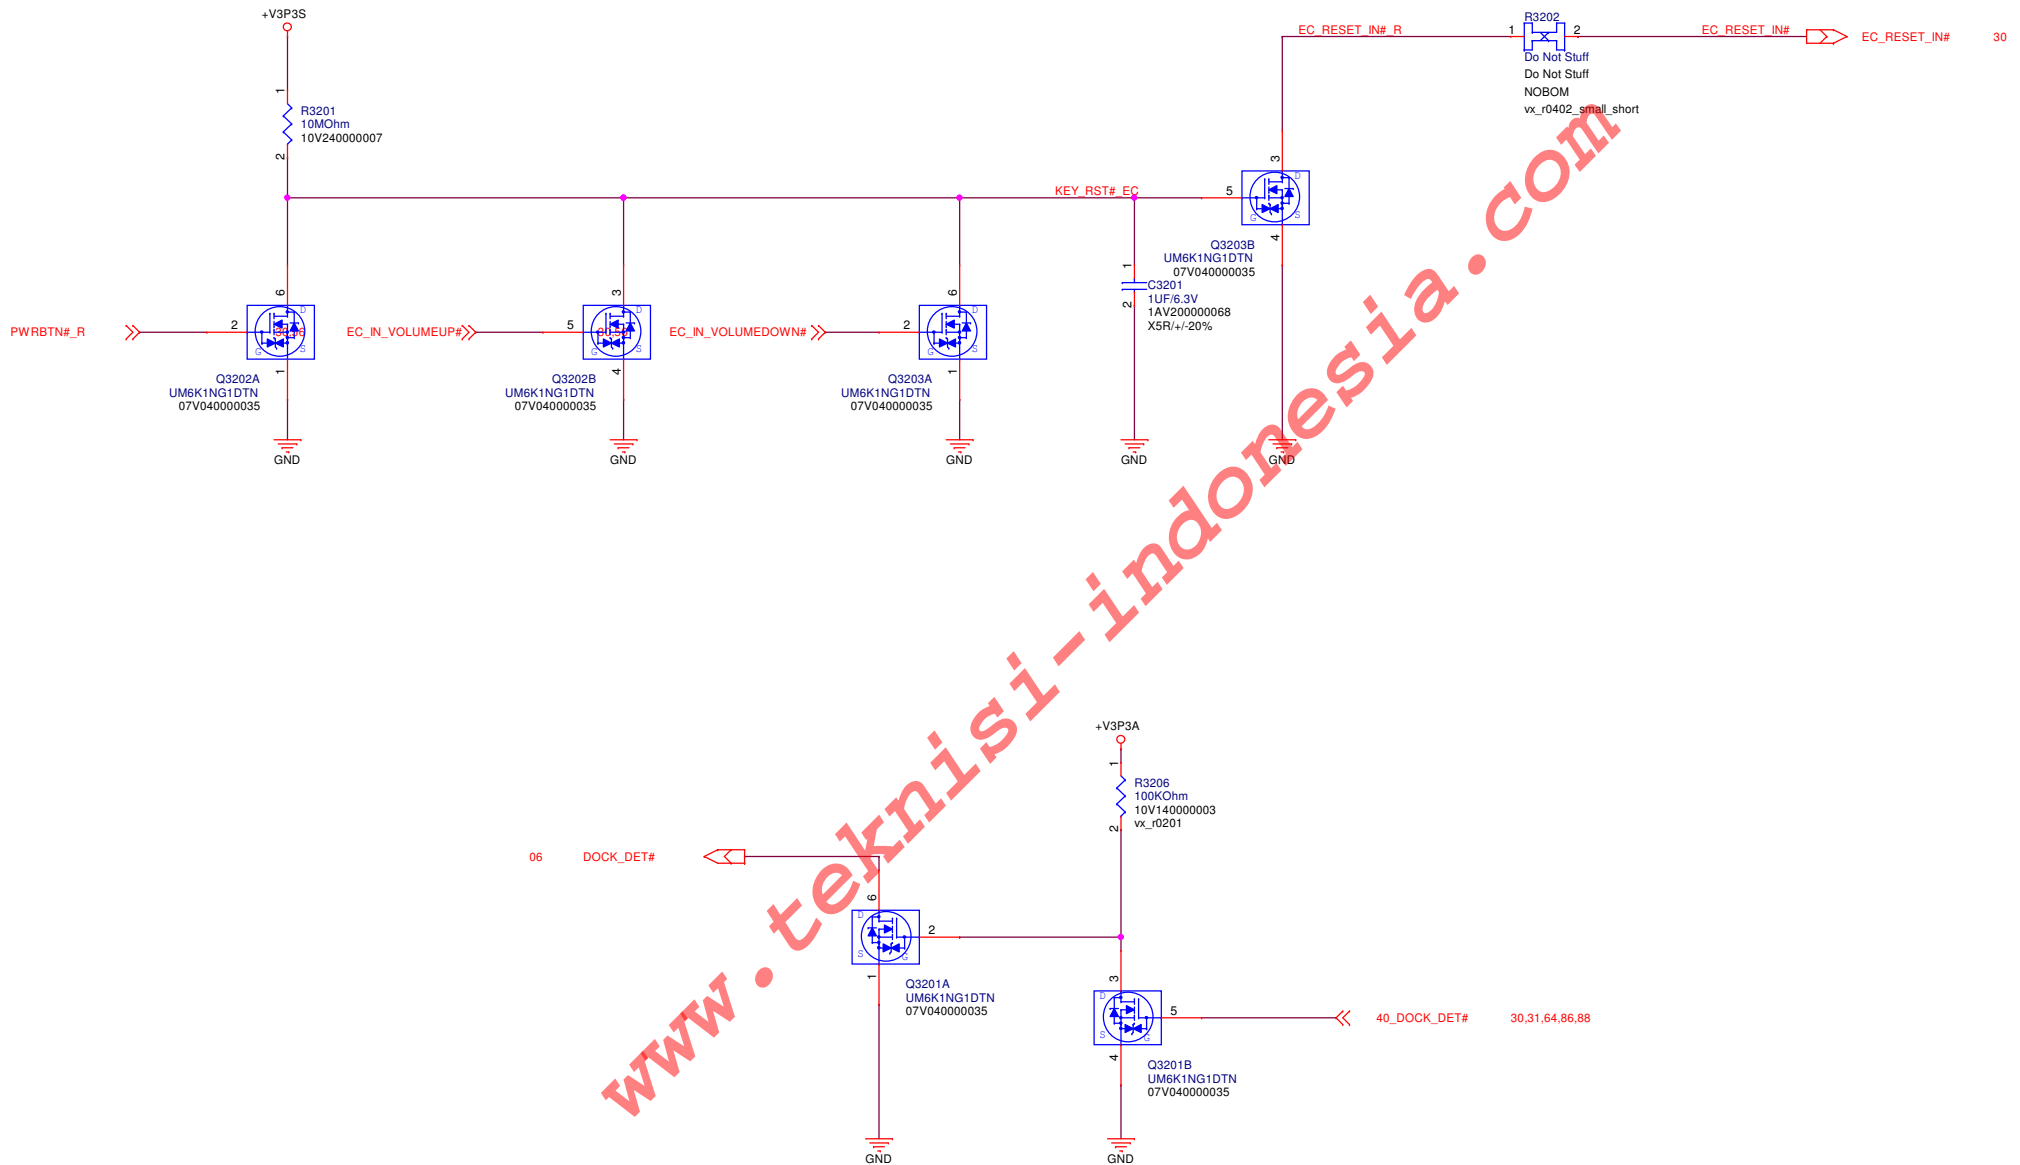 +V3P3S
1
R3201
10MOhm
10V240000007
2
EC_RESET_IN#_R
1
R3202
2
EC_RESET_IN#
EC_RESET_IN#
30
Do Not Stuff
Do Not Stuff
NOBOM
vx_r0402_small_short
KEY_RST#_EC
5
3
D
G
S
4
Q3203B
UM6K1NG1DTN
07V040000035
PWRBTN#_R
2
6
D
G
S
1
Q3202A
UM6K1NG1DTN
07V040000035
GND
EC_IN_VOLUMEUP#
5
3
D
G
S
4
Q3202B
UM6K1NG1DTN
07V040000035
GND
EC_IN_VOLUMEDOWN#
2
6
D
G
S
1
Q3203A
UM6K1NG1DTN
07V040000035
GND
1
C3201
2
1UF/6.3V
1AV200000068
X5R/+/-20%
GND
GND
www.teknisi-indonesia.com
+V3P3A
1
R3206
100KOhm
10V140000003
vx_r0201
2
06
DOCK_DET#
6
D
S
G
2
1
Q3201A
UM6K1NG1DTN
07V040000035
GND
3
D
S
G
5
4
40_DOCK_DET#
30,31,64,86,88
Q3201B
UM6K1NG1DTN
07V040000035
GND